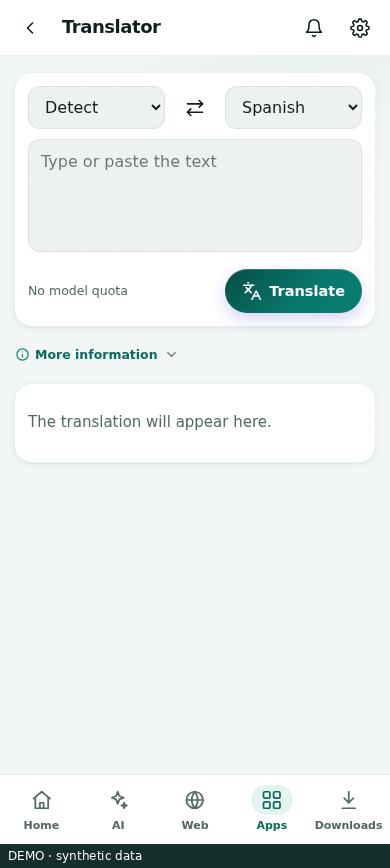 Translator
Detect
Spanish
Type or paste the text
No model quota
Translate
More information
The translation will appear here.
Home
AI
Web
Apps
Downloads
DEMO · synthetic data